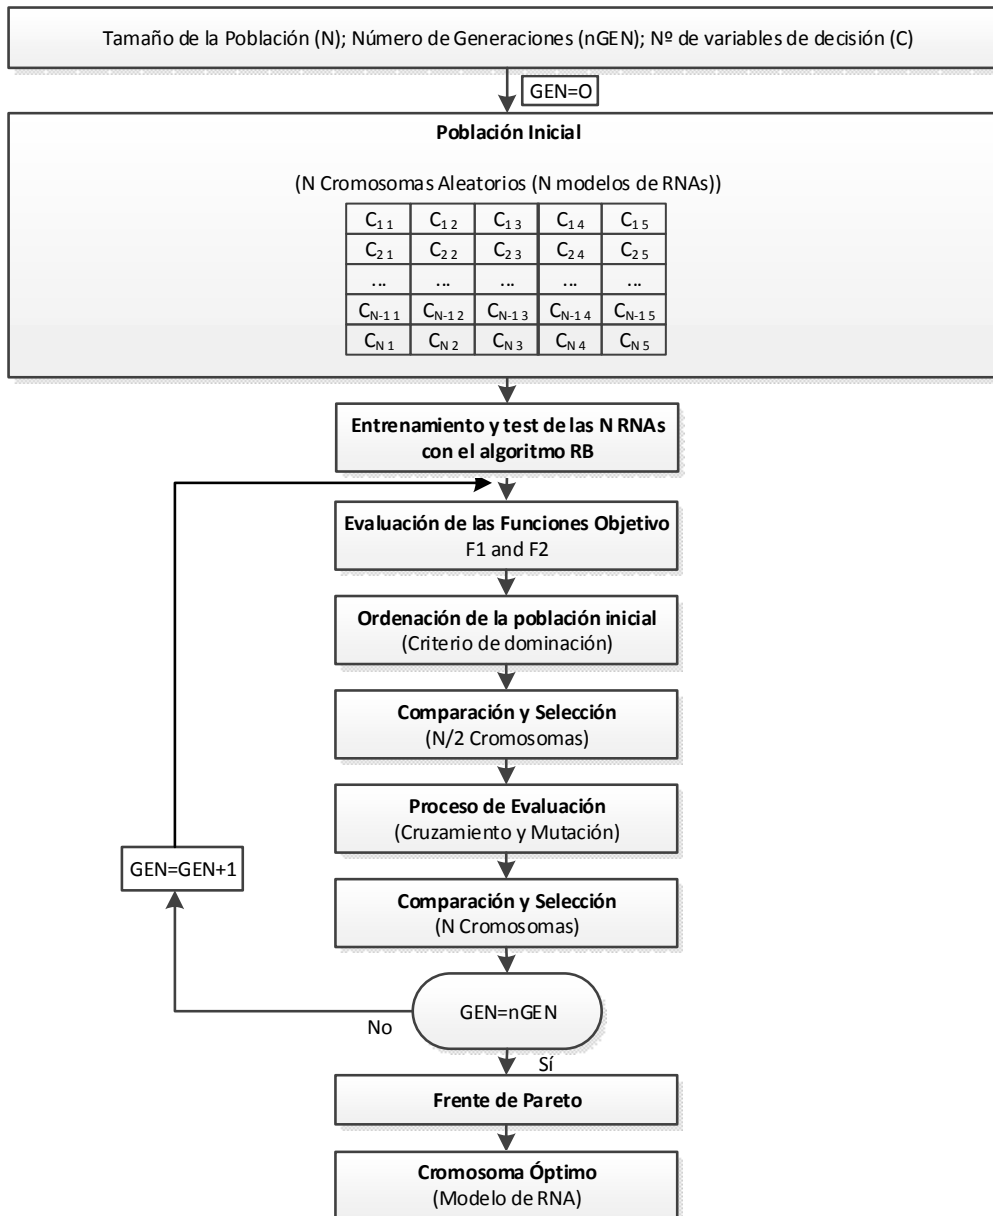 Tamaño de la Población (N); Número de Generaciones (nGEN); Nº de variables de decisión (C)
GEN=O
Población Inicial
(N Cromosomas Aleatorios (N modelos de RNAs))
C1 1 C1 2 C1 3 C1 4 C1 5
C2 1 C2 2 C2 3 C2 4 C2 5
... ... ... ... ...
CN-1 1 CN-1 2 CN-1 3 CN-1 4 CN-1 5
CN 1 CN 2 CN 3 CN 4 CN 5
Entrenamiento y test de las N RNAs
con el algoritmo RB
Evaluación de las Funciones Objetivo
F1 and F2
Ordenación de la población inicial
(Criterio de dominación)
Comparación y Selección
(N/2 Cromosomas)
Proceso de Evaluación
(Cruzamiento y Mutación)
GEN=GEN+1
Comparación y Selección
(N Cromosomas)
GEN=nGEN
No
Sí
Frente de Pareto
Cromosoma Óptimo
(Modelo de RNA)